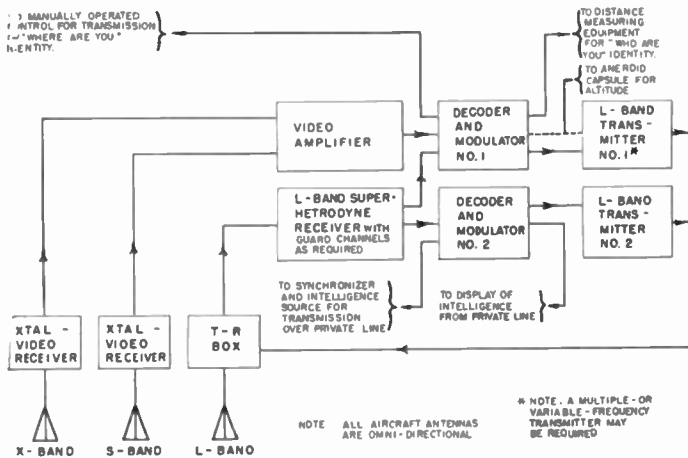 MANUALLY OPERATED
CONTROL FOR TRANSMISSION
"WHERE ARE YOU"
IDENTITY.
TO DISTANCE
MEASURING
EQUIPMENT
FOR "WHO ARE
YOU" IDENTITY.
TO ANEROID
CAPSULE FOR
ALTITUDE
VIDEO
AMPLIFIER
DECODER
AND
MODULATOR
NO. 1
L-BAND
TRANS-
MITTER
NO. 1*
L-BAND SUPER-
HETRODYNE
RECEIVER WITH
GUARD CHANNELS
AS REQUIRED
DECODER
AND
MODULATOR
NO. 2
L-BAND
TRANS-
MITTER
NO. 2
TO SYNCHRONIZER
AND INTELLIGENCE
SOURCE FOR
TRANSMISSION
OVER PRIVATE LINE
TO DISPLAY OF
INTELLIGENCE
FROM PRIVATE LINE
XTAL-
VIDEO
RECEIVER
XTAL-
VIDEO
RECEIVER
T-R
BOX
X-BAND
S-BAND
L-BAND
NOTE ALL AIRCRAFT ANTENNAS
ARE OMNI-DIRECTIONAL
* NOTE. A MULTIPLE-OR
VARIABLE-FREQUENCY
TRANSMITTER MAY
BE REQUIRED